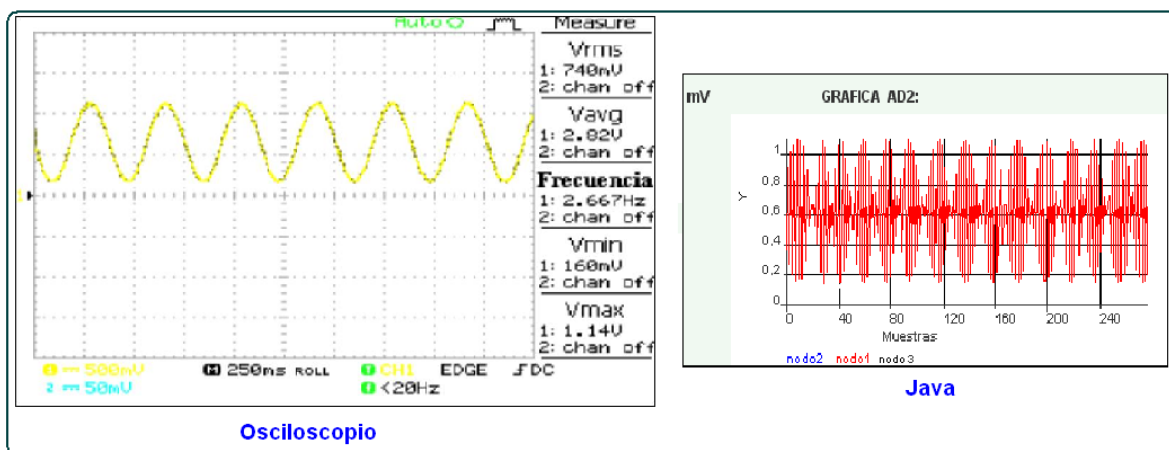 Auto
Measure
Vrms
1: 740mV
2: chan off
Vavg
1: 2.82V
2: chan off
Frecuencia
1: 2.667Hz
2: chan off
Vmin
1: 160mV
2: chan off
Vmax
1: 1.14V
2: chan off
1
1 500mV
M 250ms ROLL
1 CH1 EDGE DC
2 50mV
1 <20Hz
Osciloscopio
mV GRAFICA AD2:
1
0,8
0,6
0,4
0,2
0
Y
0 40 80 120 160 200 240
Muestras
nodo2 nodo1 nodo3
Java